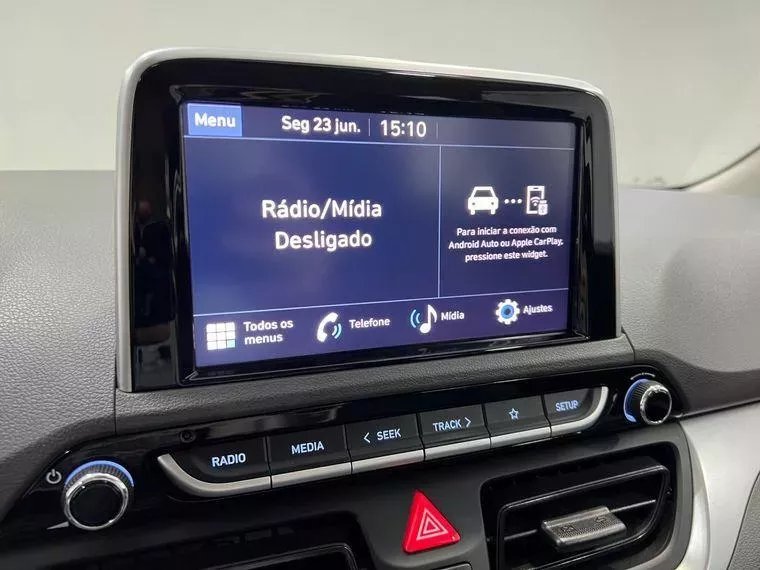 Menu
Seg 23 jun.
15:10
Rádio/Mídia
Desligado
Para iniciar a conexão com
Android Auto ou Apple CarPlay,
pressione este widget.
Todos os
menus
Telefone
Mídia
Ajustes
RADIO
MEDIA
< SEEK
TRACK >
SETUP